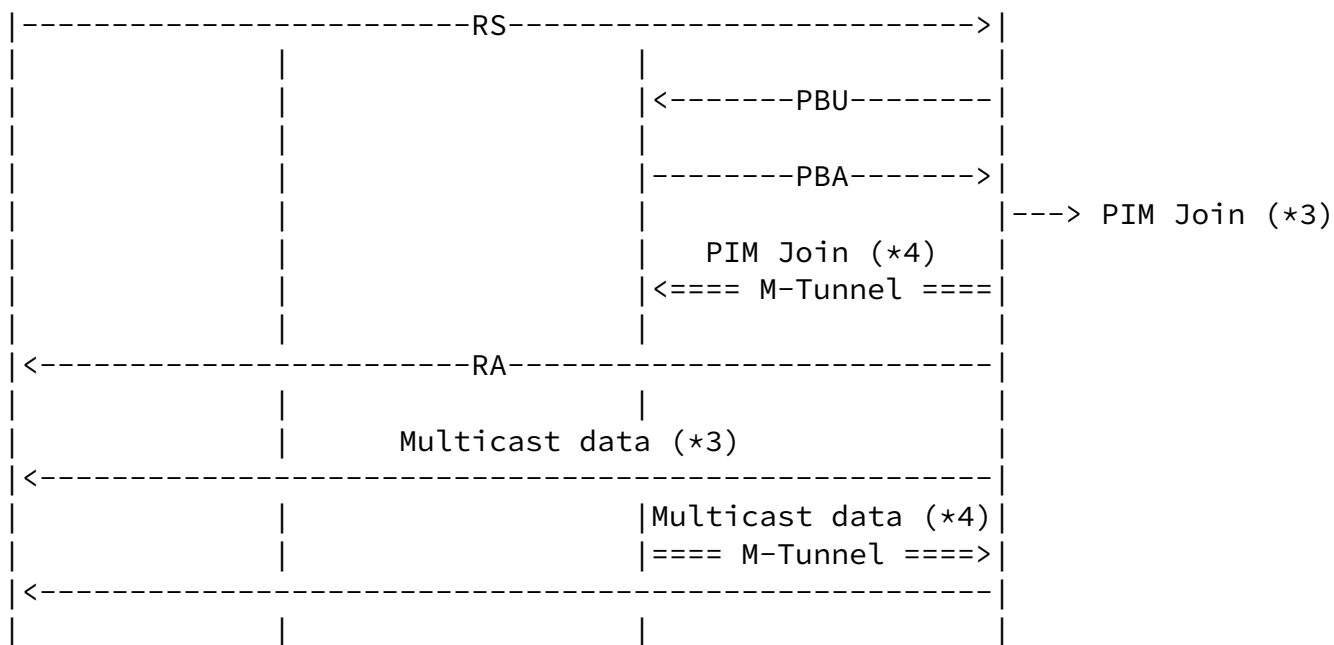 RS
PBU
PBA
---> PIM Join (*3)
PIM Join (*4)
<==== M-Tunnel ====
RA
Multicast data (*3)
Multicast data (*4)
==== M-Tunnel ====>